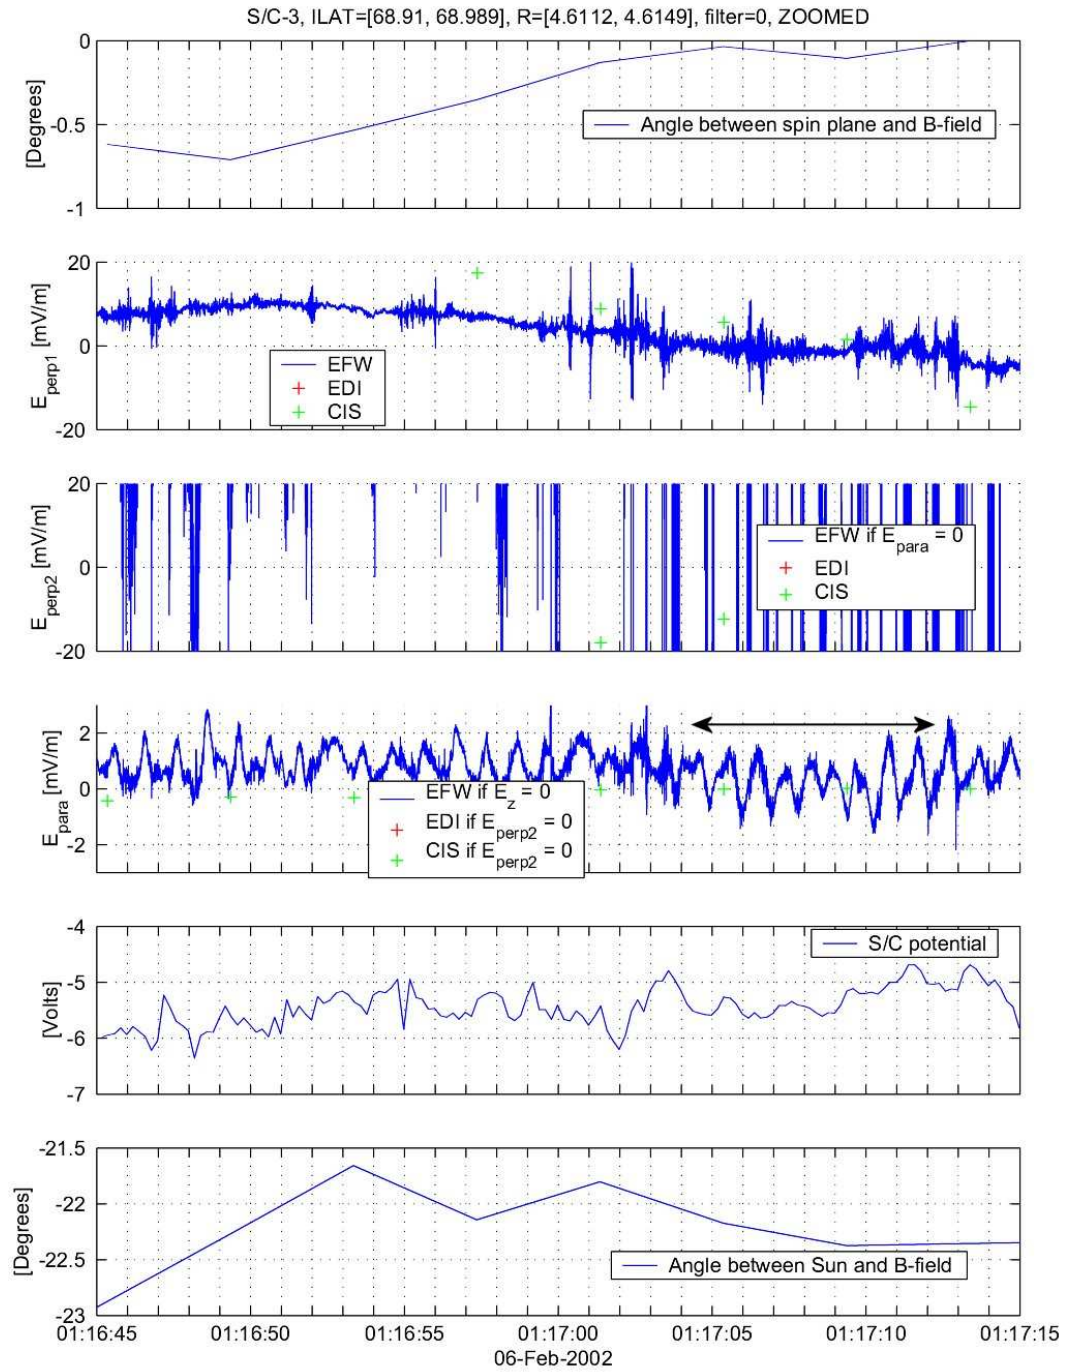 S/C-3, ILAT=[68.91, 68.989], R=[4.6112, 4.6149], filter=0, ZOOMED
0
-0.5
-1
[Degrees]
Angle between spin plane and B-field
20
10
0
-10
-20
E_perp1 [mV/m]
EFW
EDI
CIS
20
10
0
-10
-20
E_perp2 [mV/m]
EFW if E_para = 0
EDI
CIS
2
0
-2
E_para [mV/m]
EFW if E_z = 0
EDI if E_perp2 = 0
CIS if E_perp2 = 0
-4
-5
-6
-7
[Volts]
S/C potential
-21.5
-22
-22.5
-23
[Degrees]
Angle between Sun and B-field
01:16:45 01:16:50 01:16:55 01:17:00 01:17:05 01:17:10 01:17:15
06-Feb-2002